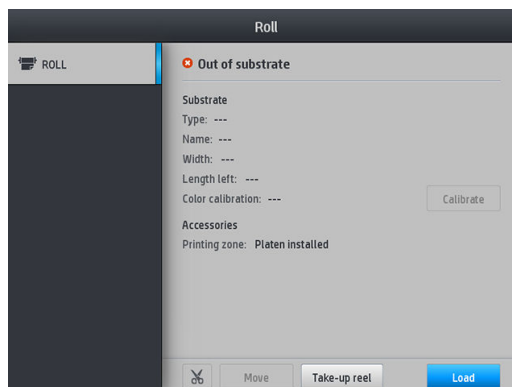 Roll
ROLL
Out of substrate
Substrate
Type: ---
Name: ---
Width: ---
Length left: ---
Color calibration: ---
Calibrate
Accessories
Printing zone: Platen installed
Move
Take-up reel
Load